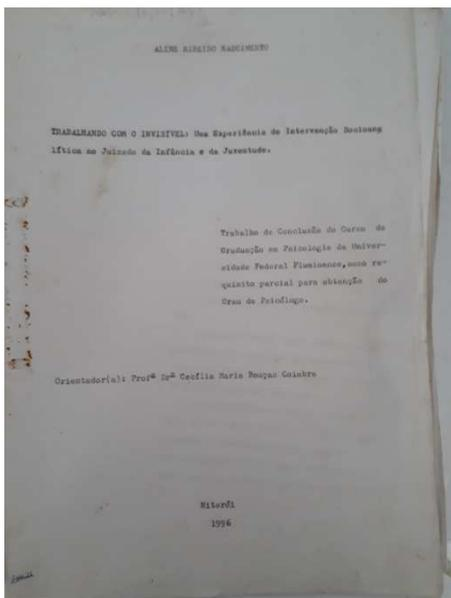 ALINE RIBEIRO NASCIMENTO
TRABALHANDO COM O INVISÍVEL: Uma Experiência de Intervenção Socioana
lítica no Juizado da Infância e da Juventude.
Trabalho de Conclusão do Curso de
Graduação em Psicologia da Univer-
sidade Federal Fluminense, como re-
quisito parcial para obtenção do
Grau de Psicólogo.
Orientador(a): Profª Drª Cecília Maria Bouças Coimbra
Niterói
1996